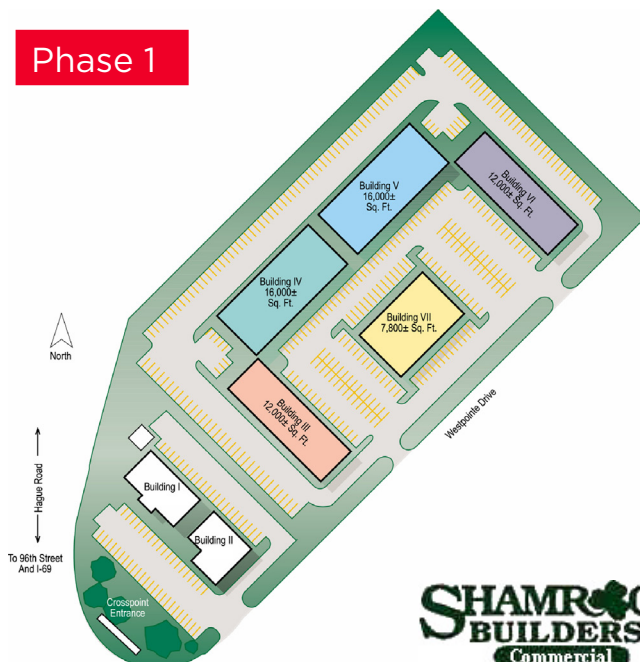 Phase 1
Building V
16,000±
Sq. Ft.
Building VI
12,000±
Sq. Ft.
Building IV
16,000±
Sq. Ft.
Building VII
7,800± Sq. Ft.
North
Building III
12,000±
Sq. Ft.
Westpointe Drive
Hague Road
Building I
Building II
To 96th Street
And I-69
Crosspoint
Entrance
SHAMROC
BUILDERS
Commercial